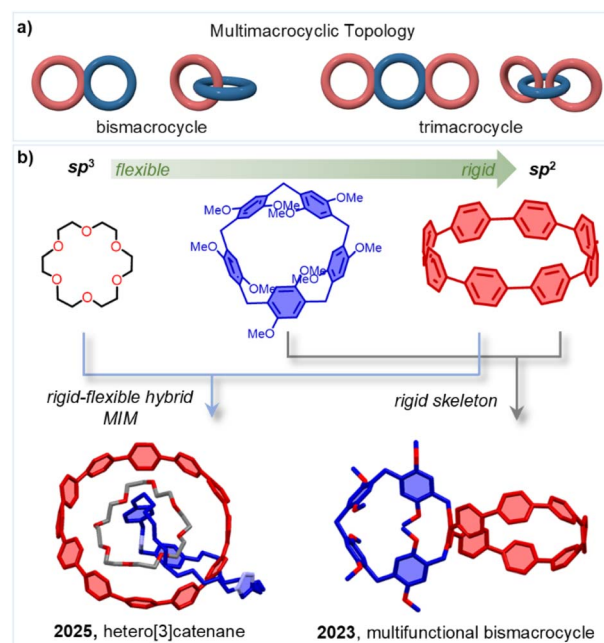 a)
Multimacrocyclic Topology
bismacrocycle
trimacrocycle
b)
sp3
flexible
rigid
sp2
O
O
O
O
O
O
OMe
MeO
OMe
MeO
OMe
MeO
OMe
MeO
OMe
MeO
rigid-flexible hybrid
MIM
rigid skeleton
2025, hetero[3]catenane
2023, multifunctional bismacrocycle